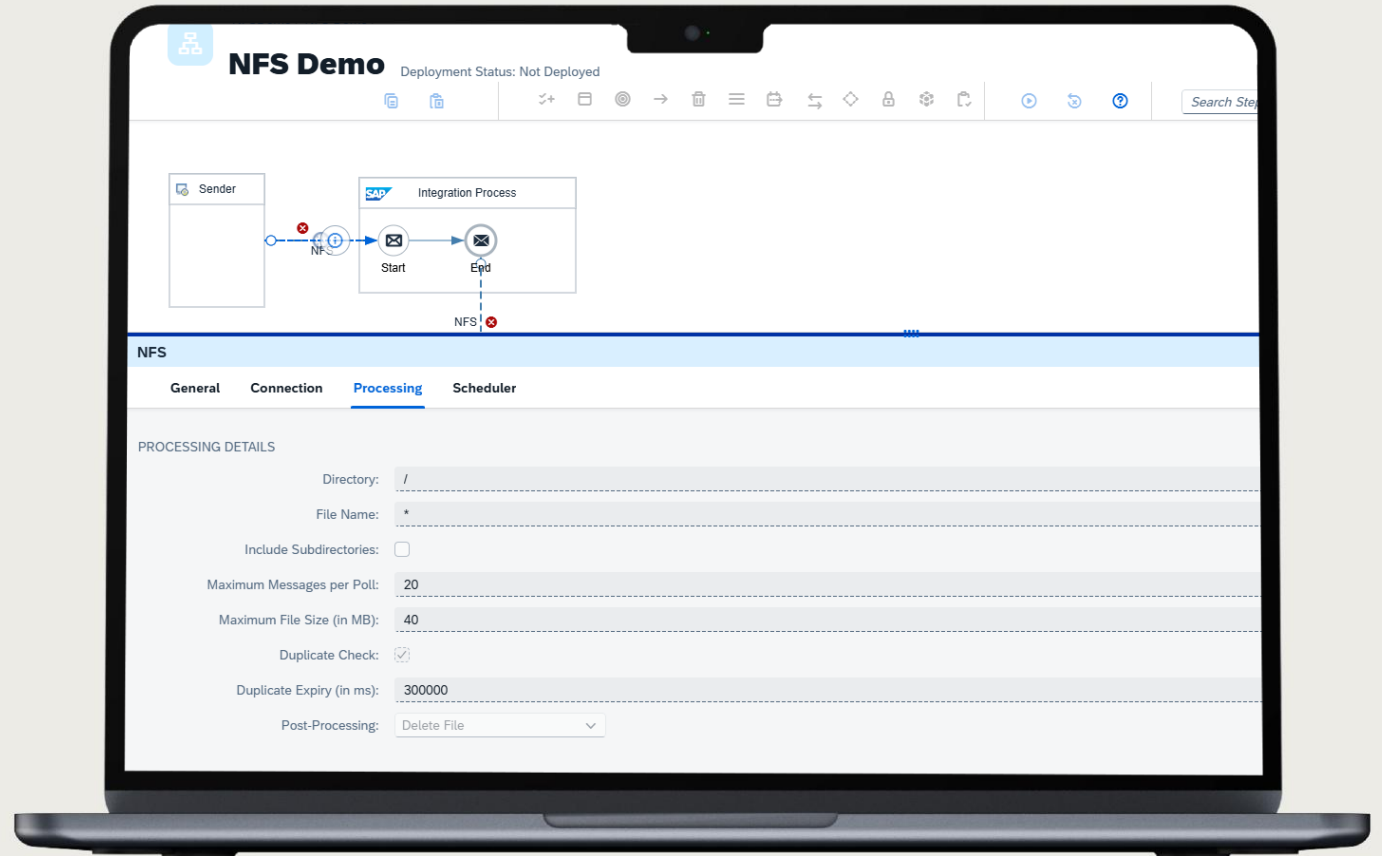 NFS Demo Deployment Status: Not Deployed
Search Step
Sender
SAP Integration Process
NFS
Start
End
NFS
NFS
General Connection Processing Scheduler
PROCESSING DETAILS
Directory: /
File Name: *
Include Subdirectories:
Maximum Messages per Poll: 20
Maximum File Size (in MB): 40
Duplicate Check:
Duplicate Expiry (in ms): 300000
Post-Processing: Delete File